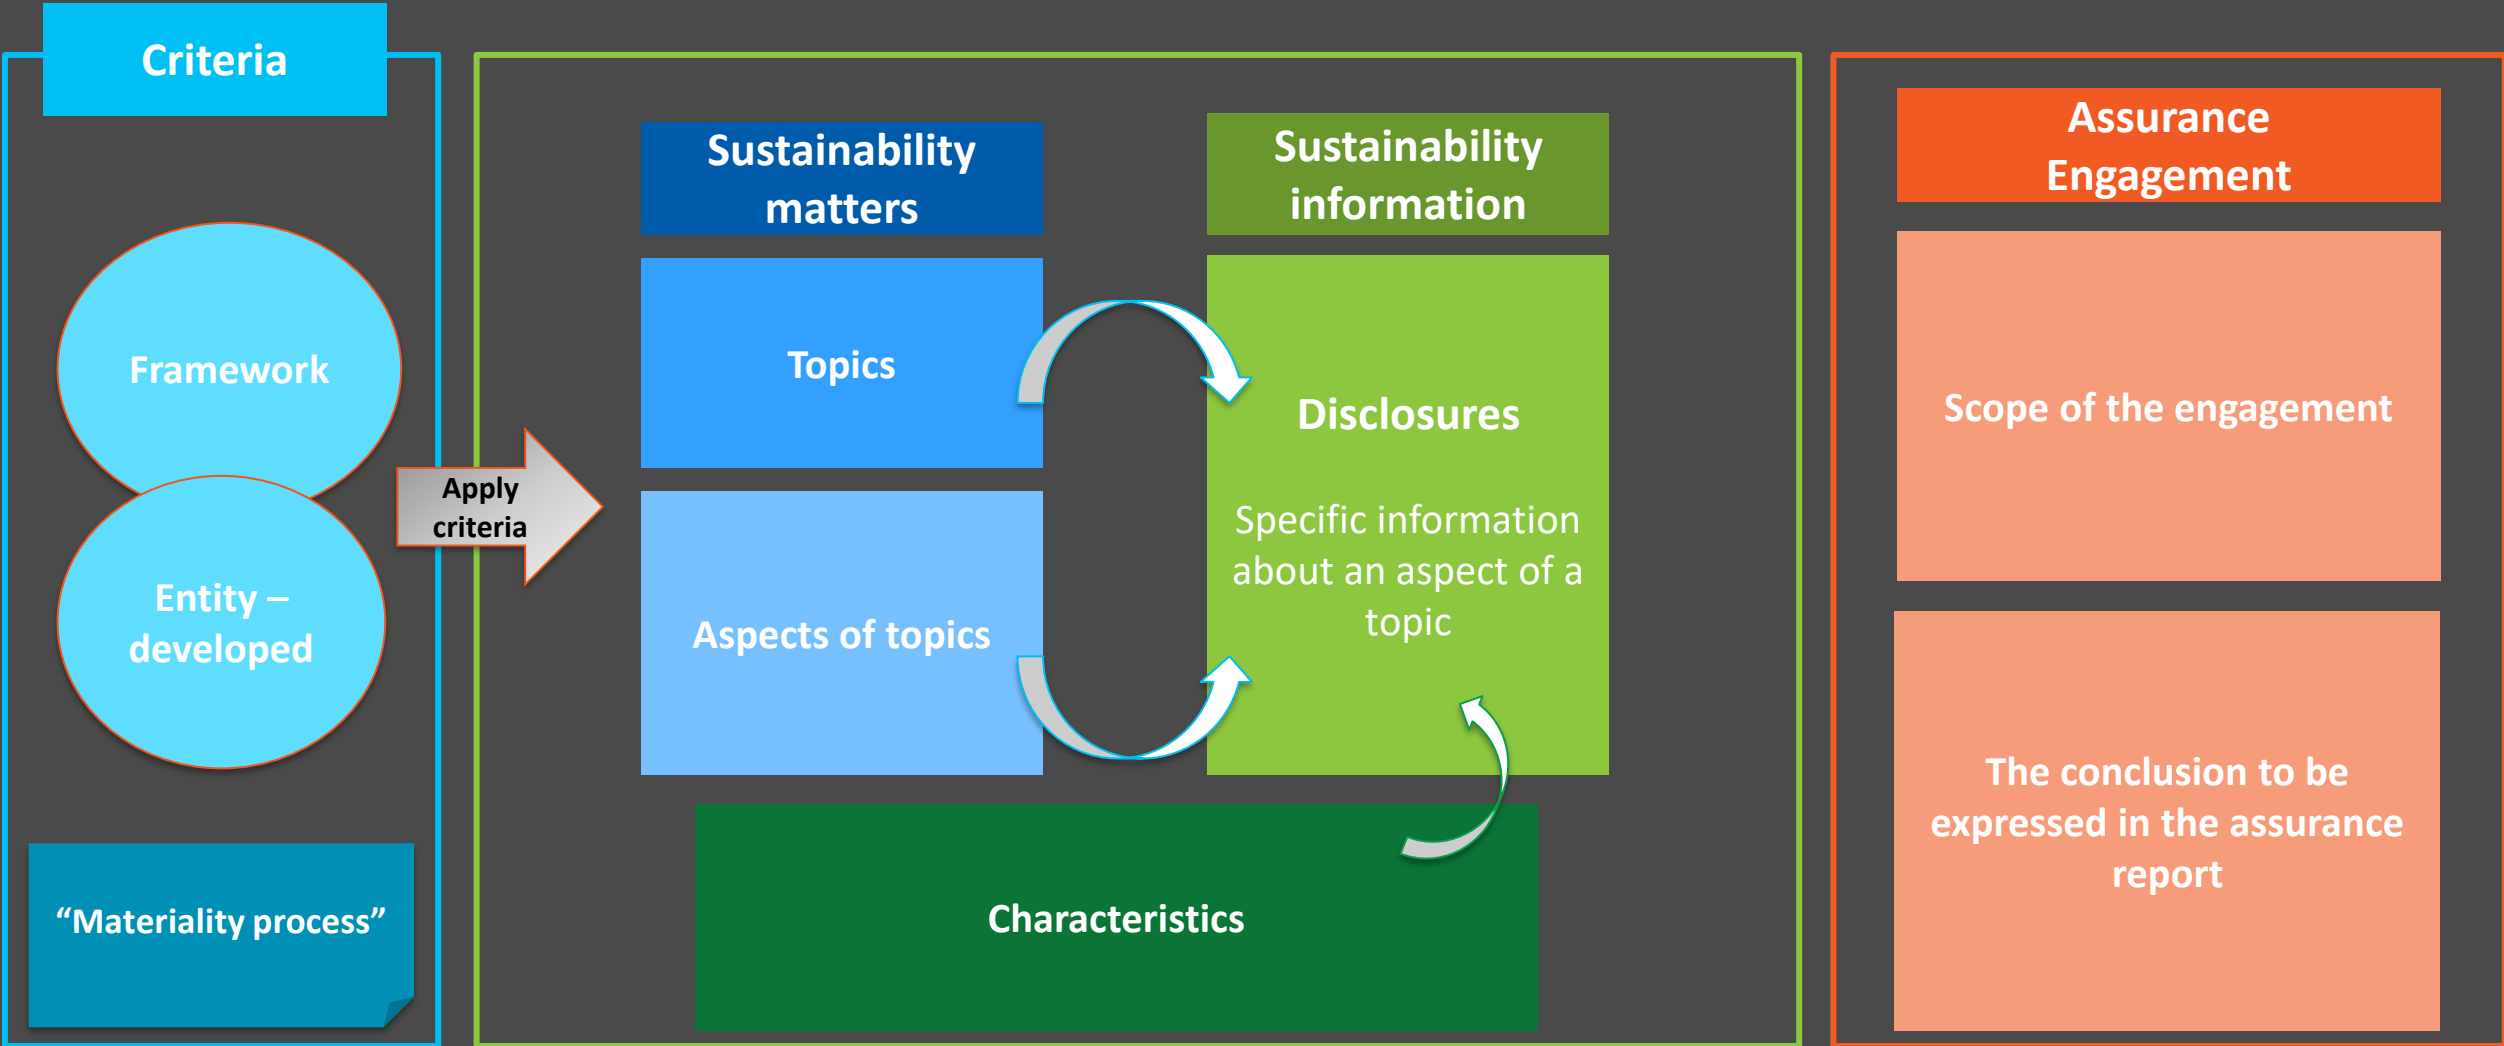 Criteria
Framework
Entity –
developed
“Materiality process”
Apply
criteria
Sustainability
matters
Topics
Aspects of topics
Sustainability
information
Disclosures
Specific information
about an aspect of a
topic
Characteristics
Assurance
Engagement
Scope of the engagement
The conclusion to be
expressed in the assurance
report